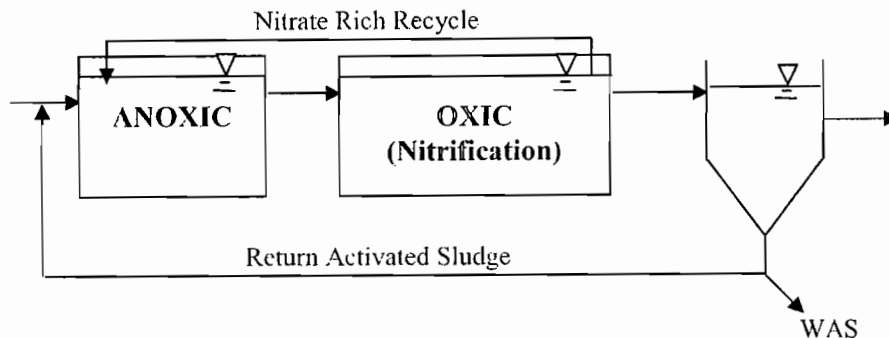 Nitrate Rich Recycle
ANOXIC
OXIC
(Nitrification)
Return Activated Sludge
WAS